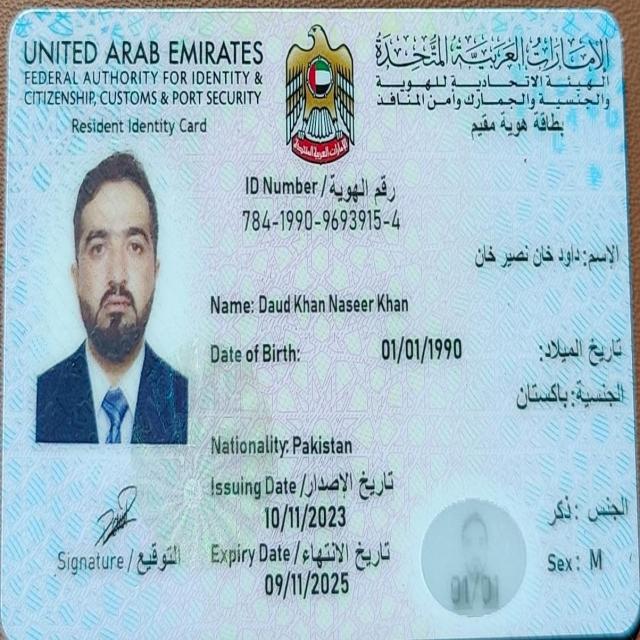 UNITED ARAB EMIRATES
FEDERAL AUTHORITY FOR IDENTITY &
CITIZENSHIP, CUSTOMS & PORT SECURITY
Resident Identity Card
الإمارات العربية المتحدة
الهيئة الاتحادية للهوية
والجنسية والجمارك وأمن المنافذ
بطاقة هوية مقيم
الإمارات العربية المتحدة
ID Number / رقم الهوية
784-1990-9693915-4
الإسم: داود خان نصير خان
Name: Daud Khan Naseer Khan
Date of Birth: 01/01/1990 تاريخ الميلاد:
الجنسية: باكستان
Nationality: Pakistan
Issuing Date / تاريخ الإصدار
10/11/2023
الجنس: ذكر
Expiry Date / تاريخ الانتهاء
09/11/2025
Sex: M
Signature / التوقيع
01/01